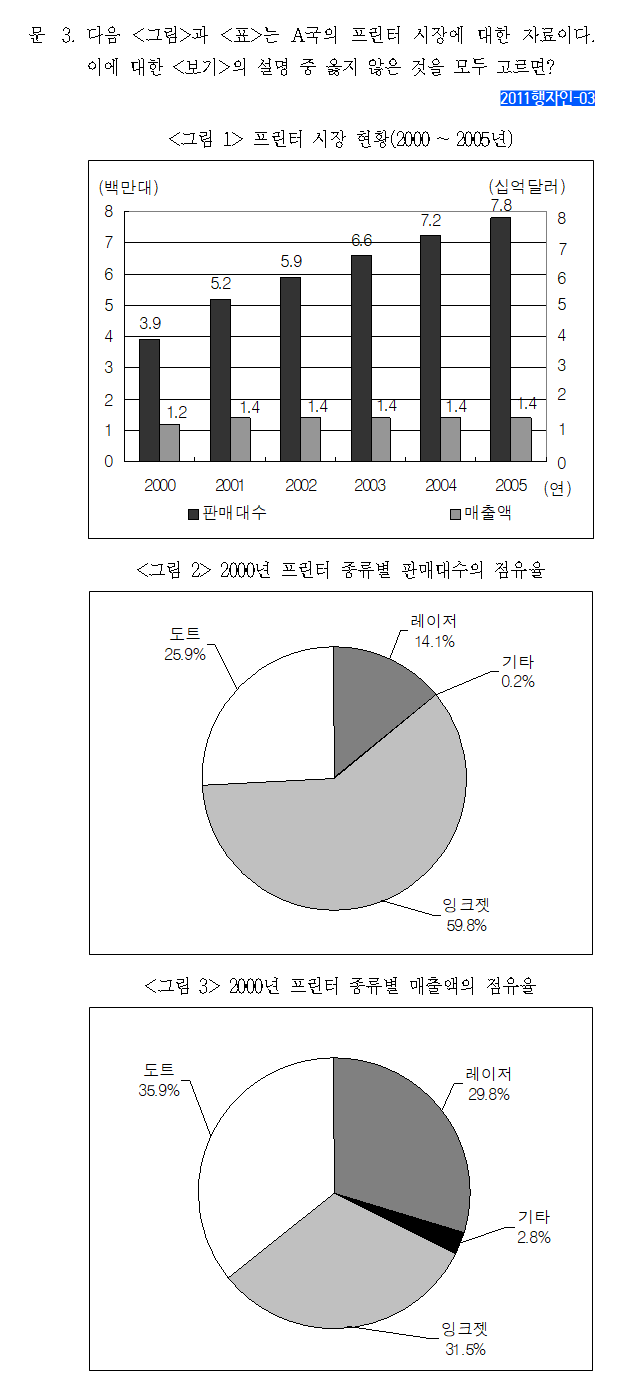 문 3. 다음 <그림>과 <표>는 A국의 프린터 시장에 대한 자료이다.
이에 대한 <보기>의 설명 중 옳지 않은 것을 모두 고르면?
2011행자인-03
<그림 1> 프린터 시장 현황(2000 ~ 2005년)
(백만대) (십억달러)
8 7.8 8
7 7.2 7
6 6.6 6
5.9
5 5.2 5
4 3.9 4
3 3
2 2
1.2 1.4 1.4 1.4 1.4 1.4
1 1
0 0
2000 2001 2002 2003 2004 2005 (연)
판매대수 매출액
<그림 2> 2000년 프린터 종류별 판매대수의 점유율
레이저
14.1%
도트
25.9%
기타
0.2%
잉크젯
59.8%
<그림 3> 2000년 프린터 종류별 매출액의 점유율
도트
35.9%
레이저
29.8%
기타
2.8%
잉크젯
31.5%